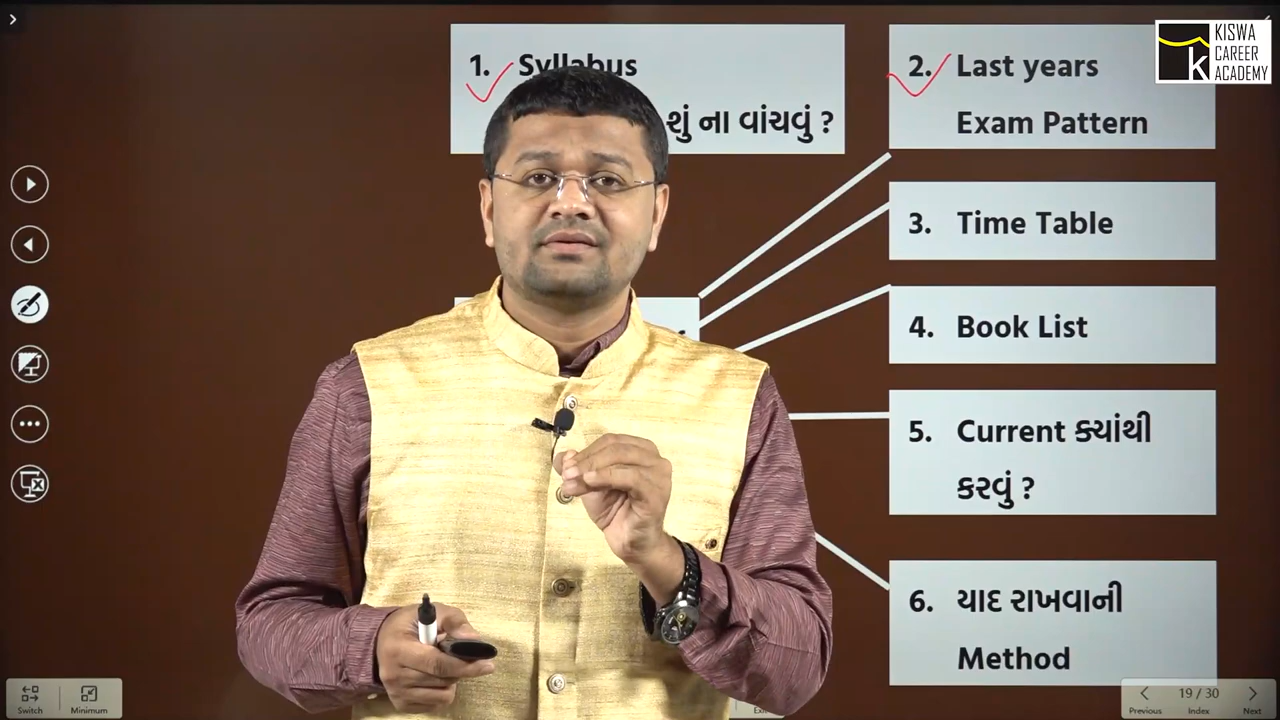 1. Syllabus
શું ના વાંચવું ?
2. Last years
Exam Pattern
3. Time Table
4. Book List
5. Current ક્યાંથી
કરવું ?
6. યાદ રાખવાની
Method
KISWA
CAREER
ACADEMY
k
Switch
Minimum
19 / 30
Previous
Index
Next